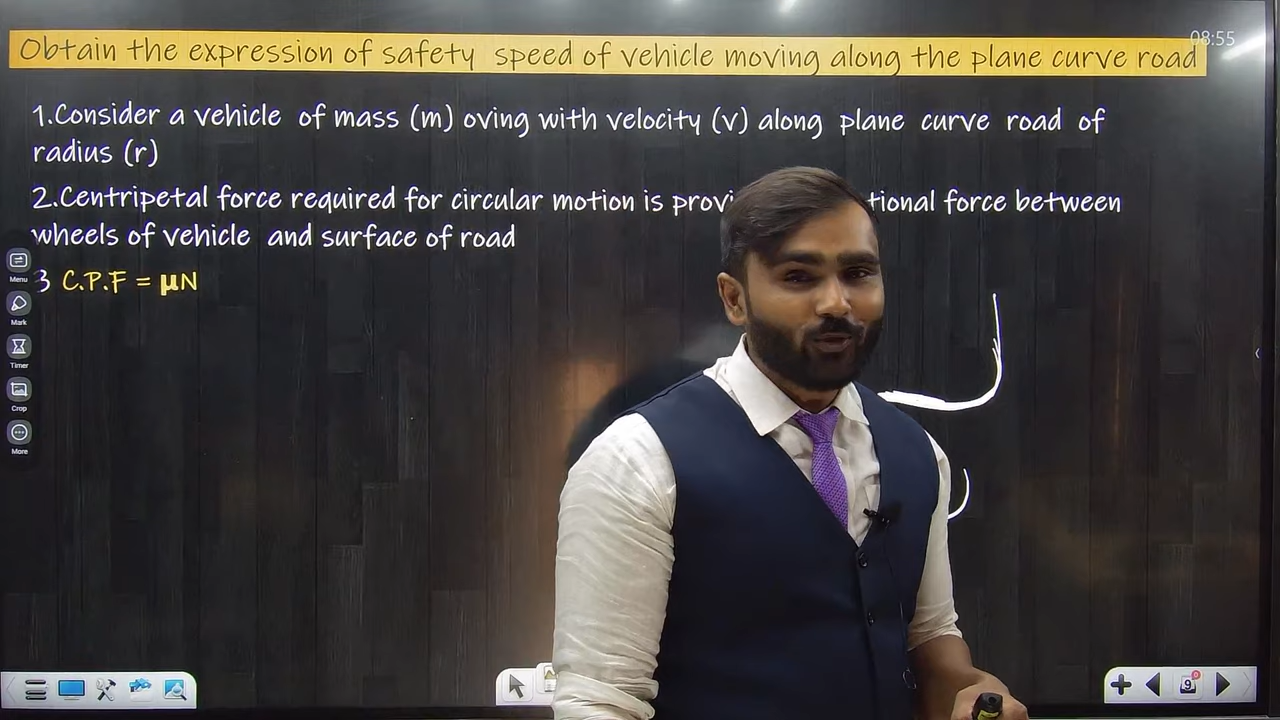 08:55
Obtain the expression of safety speed of vehicle moving along the plane curve road
1.Consider a vehicle of mass (m) oving with velocity (v) along plane curve road of
radius (r)
2.Centripetal force required for circular motion is force between
wheels of vehicle and surface of road
3 C.P.F = μN
Menu
Mark
Timer
Crop
More
9